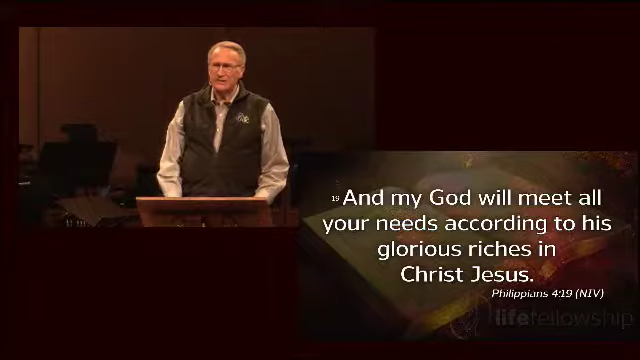 19 And my God will meet all
your needs according to his
glorious riches in
Christ Jesus.
Philippians 4:19 (NIV)
lifefellowship